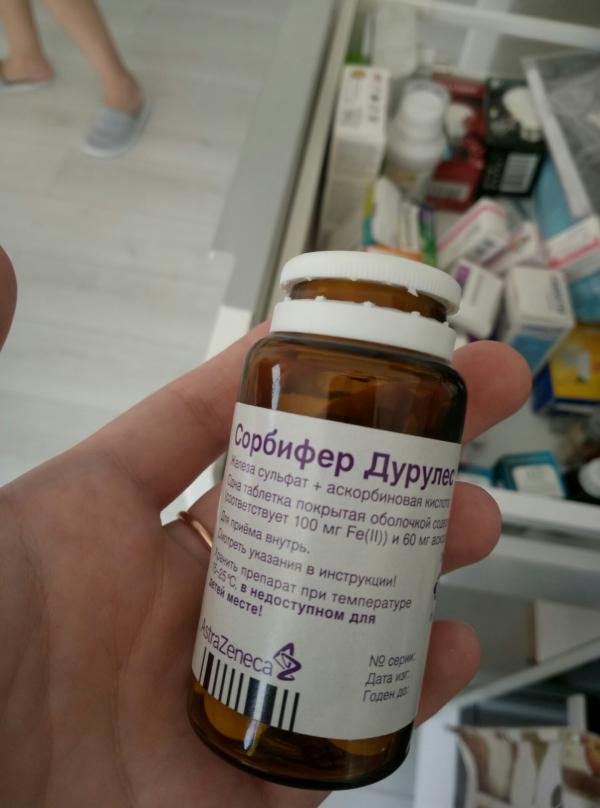 Сорбифер Дурулес
Железа сульфат + аскорбиновая кислота
Одна таблетка покрытая оболочкой
соответствует 100 мг Fe(II)) и 60 мг
Для приёма внутрь.
Смотреть указания в инструкции!
Хранить препарат при температуре
15-25 °C, в недоступном для
детей месте!
AstraZeneca
№ серии:
Дата изг:
Годен до: